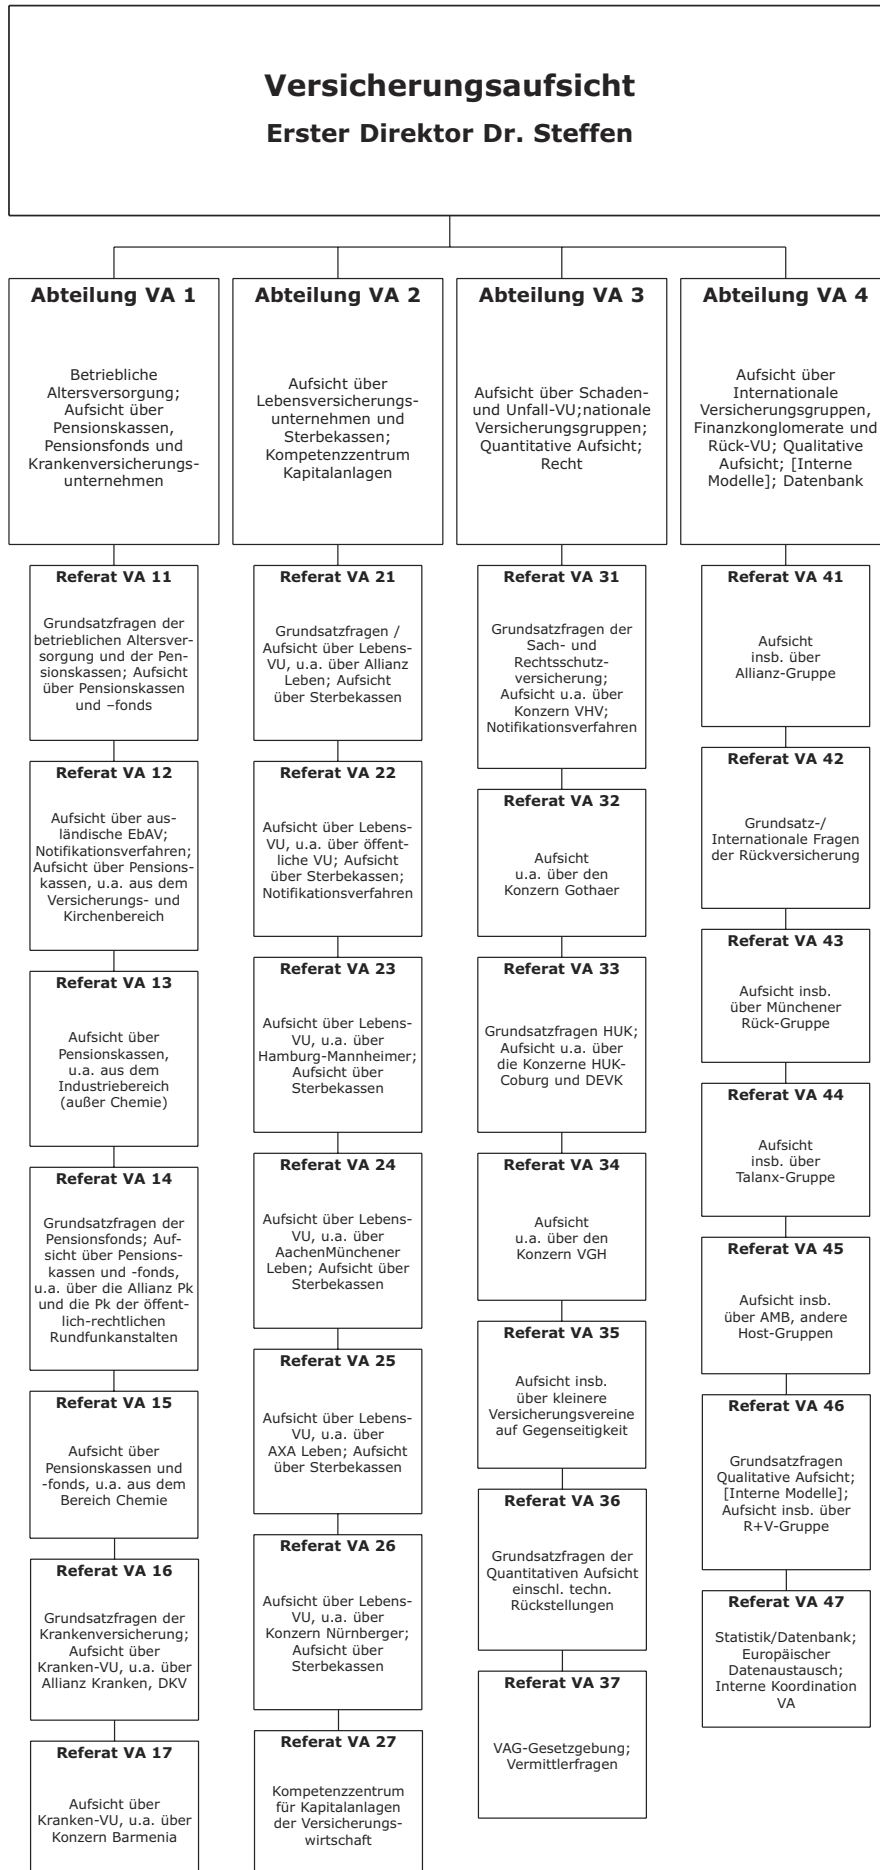 Versicherungsaufsicht
Erster Direktor Dr. Steffen
Abteilung VA 1
Betriebliche
Altersversorgung;
Aufsicht über
Pensionskassen,
Pensionsfonds und
Krankenversicherungs-
unternehmen
Referat VA 11
Grundsatzfragen der
betrieblichen Altersver-
sorgung und der Pen-
sionskassen; Aufsicht
über Pensionskassen
und –fonds
Referat VA 12
Aufsicht über aus-
ländische EbAV;
Notifikationsverfahren;
Aufsicht über Pensions-
kassen, u.a. aus dem
Versicherungs- und
Kirchenbereich
Referat VA 13
Aufsicht über
Pensionskassen,
u.a. aus dem
Industriebereich
(außer Chemie)
Referat VA 14
Grundsatzfragen der
Pensionsfonds; Auf-
sicht über Pensions-
kassen und -fonds,
u.a. über die Allianz Pk
und die Pk der öffent-
lich-rechtlichen
Rundfunkanstalten
Referat VA 15
Aufsicht über
Pensionskassen und
-fonds, u.a. aus dem
Bereich Chemie
Referat VA 16
Grundsatzfragen der
Krankenversicherung;
Aufsicht über
Kranken-VU, u.a. über
Allianz Kranken, DKV
Referat VA 17
Aufsicht über
Kranken-VU, u.a. über
Konzern Barmenia
Abteilung VA 2
Aufsicht über
Lebensversicherungs-
unternehmen und
Sterbekassen;
Kompetenzzentrum
Kapitalanlagen
Referat VA 21
Grundsatzfragen /
Aufsicht über Lebens-
VU, u.a. über Allianz
Leben; Aufsicht
über Sterbekassen
Referat VA 22
Aufsicht über Lebens-
VU, u.a. über öffent-
liche VU; Aufsicht
über Sterbekassen;
Notifikationsverfahren
Referat VA 23
Aufsicht über Lebens-
VU, u.a. über
Hamburg-Mannheimer;
Aufsicht über
Sterbekassen
Referat VA 24
Aufsicht über Lebens-
VU, u.a. über
AachenMünchener
Leben; Aufsicht über
Sterbekassen
Referat VA 25
Aufsicht über Lebens-
VU, u.a. über
AXA Leben; Aufsicht
über Sterbekassen
Referat VA 26
Aufsicht über Lebens-
VU, u.a. über
Konzern Nürnberger;
Aufsicht über
Sterbekassen
Referat VA 27
Kompetenzzentrum
für Kapitalanlagen
der Versicherungs-
wirtschaft
Abteilung VA 3
Aufsicht über Schaden-
und Unfall-VU;nationale
Versicherungsgruppen;
Quantitative Aufsicht;
Recht
Referat VA 31
Grundsatzfragen der
Sach- und
Rechtsschutz-
versicherung;
Aufsicht u.a. über
Konzern VHV;
Notifikationsverfahren
Referat VA 32
Aufsicht
u.a. über den
Konzern Gothaer
Referat VA 33
Grundsatzfragen HUK;
Aufsicht u.a. über
die Konzerne HUK-
Coburg und DEVK
Referat VA 34
Aufsicht
u.a. über den
Konzern VGH
Referat VA 35
Aufsicht insb.
über kleinere
Versicherungsvereine
auf Gegenseitigkeit
Referat VA 36
Grundsatzfragen der
Quantitativen Aufsicht
einschl. techn.
Rückstellungen
Referat VA 37
VAG-Gesetzgebung;
Vermittlerfragen
Abteilung VA 4
Aufsicht über
Internationale
Versicherungsgruppen,
Finanzkonglomerate und
Rück-VU; Qualitative
Aufsicht; [Interne
Modelle]; Datenbank
Referat VA 41
Aufsicht
insb. über
Allianz-Gruppe
Referat VA 42
Grundsatz-/
Internationale Fragen
der Rückversicherung
Referat VA 43
Aufsicht insb.
über Münchener
Rück-Gruppe
Referat VA 44
Aufsicht
insb. über
Talanx-Gruppe
Referat VA 45
Aufsicht insb.
über AMB, andere
Host-Gruppen
Referat VA 46
Grundsatzfragen
Qualitative Aufsicht;
[Interne Modelle];
Aufsicht insb. über
R+V-Gruppe
Referat VA 47
Statistik/Datenbank;
Europäischer
Datenaustausch;
Interne Koordination
VA